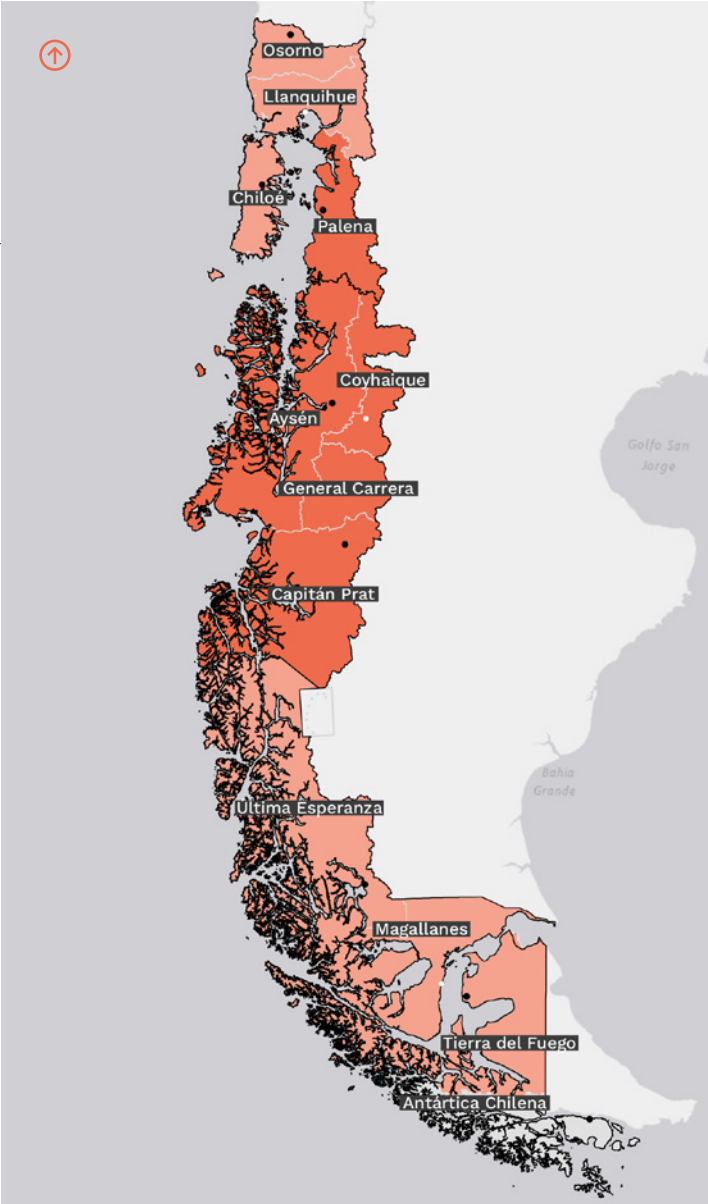 Osorno
Llanquihue
Chiloé
Palena
Coyhaique
Aysén
Golfo San
Jorge
General Carrera
Capitán Prat
Bahía
Grande
Última Esperanza
Magallanes
Tierra del Fuego
Antártica Chilena